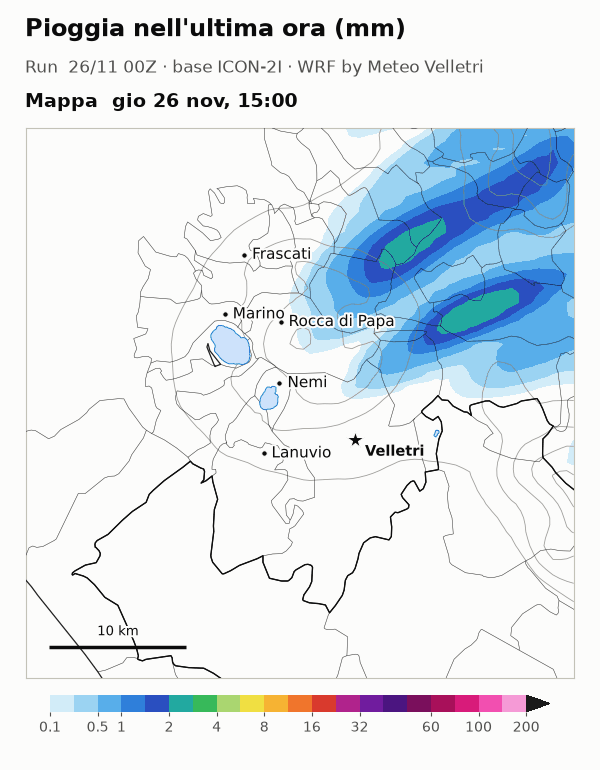 Pioggia nell'ultima ora (mm)
Run  26/11 00Z · base ICON-2I · WRF by Meteo Velletri
Mappa  gio 26 nov, 15:00
Frascati
Marino
Rocca di Papa
Nemi
Velletri
Lanuvio
10 km
0.1 0.5 1 2 4 8 16 32 60 100 200